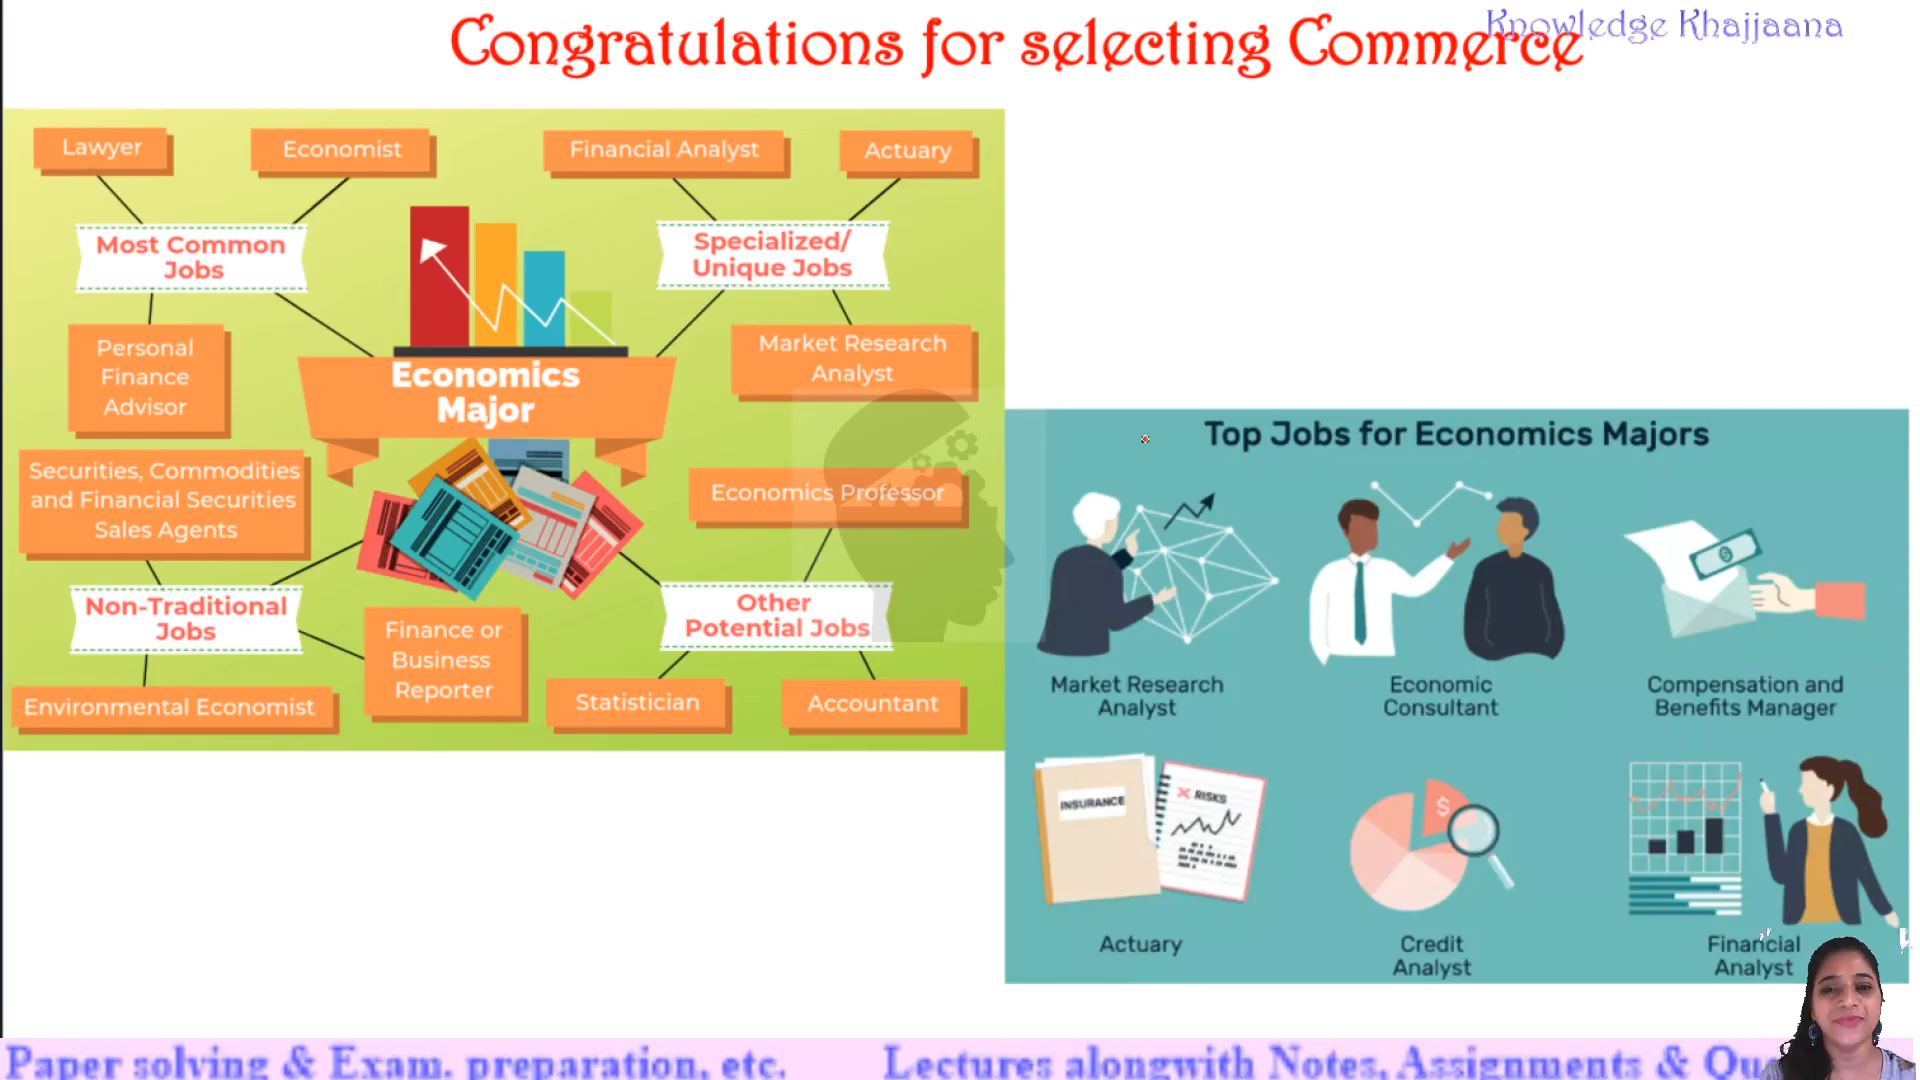 Congratulations for selecting Commerce
Knowledge Khajjaana
Lawyer
Economist
Financial Analyst
Actuary
Most Common
Jobs
Specialized/
Unique Jobs
Personal
Finance
Advisor
Market Research
Analyst
Economics
Major
Securities, Commodities
and Financial Securities
Sales Agents
Economics Professor
Non-Traditional
Jobs
Other
Potential Jobs
Finance or
Business
Reporter
Environmental Economist
Statistician
Accountant
Top Jobs for Economics Majors
Market Research
Analyst
Economic
Consultant
Compensation and
Benefits Manager
INSURANCE
RISKS
Actuary
Credit
Analyst
Financial
Analyst
Paper solving & Exam. preparation, etc.
Lectures alongwith Notes, Assignments & Qu